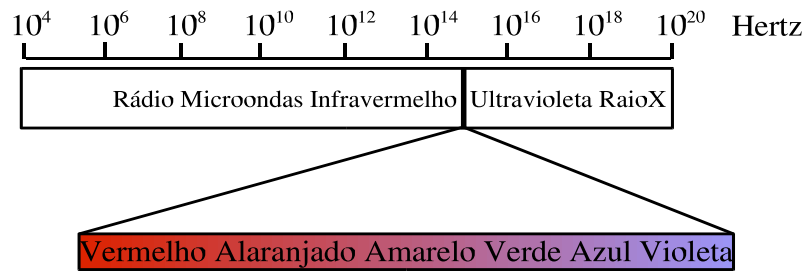 10^4 10^6 10^8 10^10 10^12 10^14 10^16 10^18 10^20 Hertz
Rádio Microondas Infravermelho Ultravioleta RaioX
Vermelho Alaranjado Amarelo Verde Azul Violeta